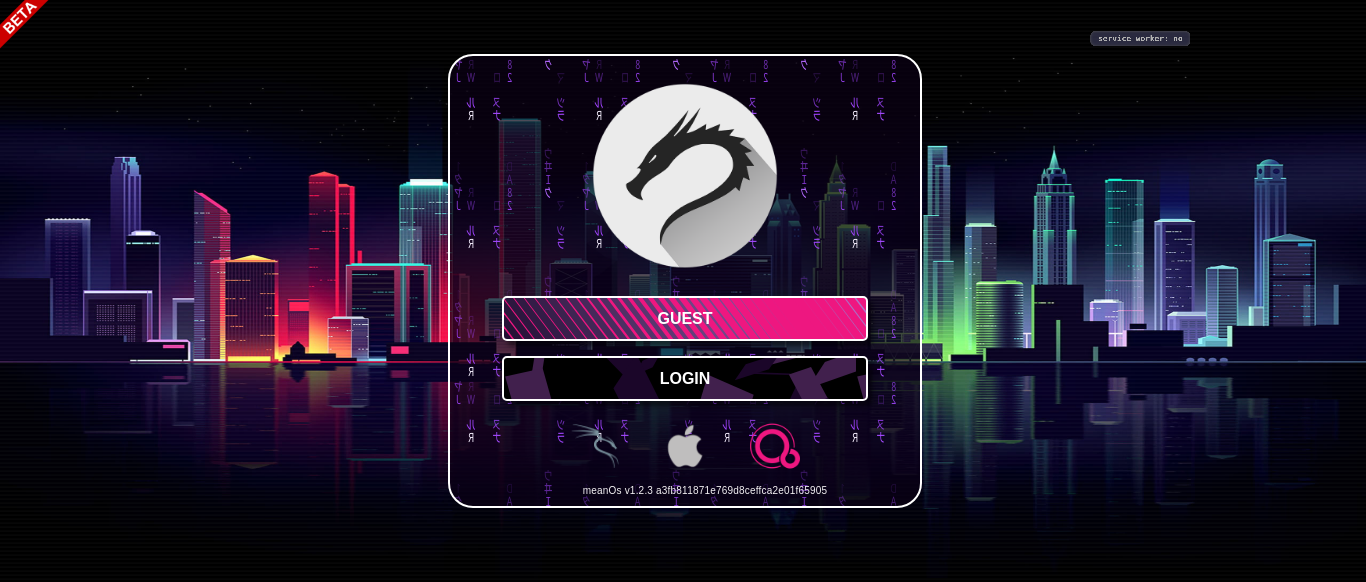 BETA
service worker: no
GUEST
LOGIN
meanOs v1.2.3 a3fb811871e769d8ceffca2e01f65905